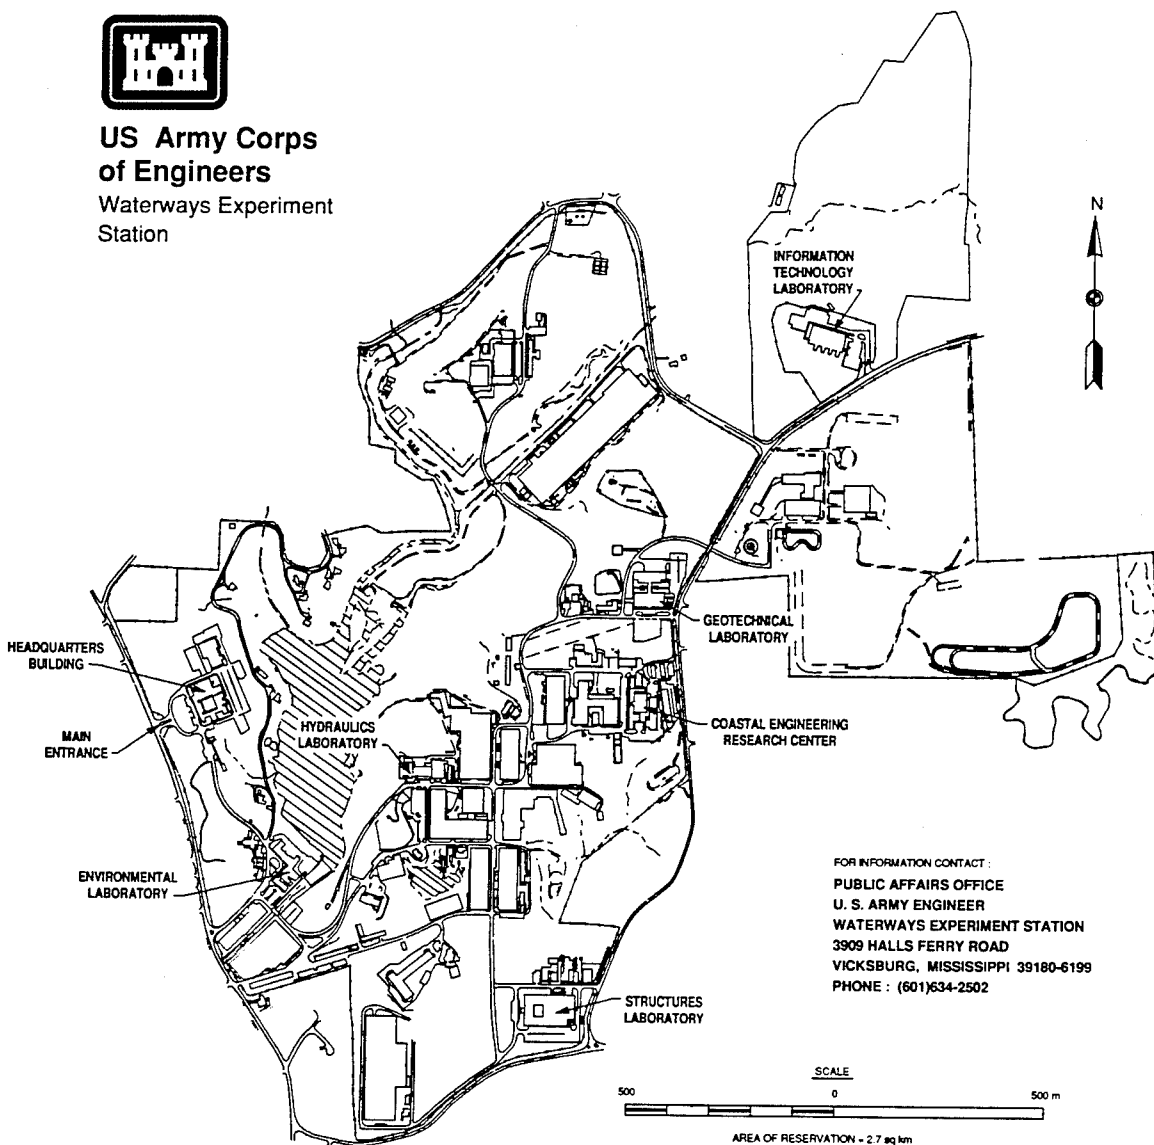 US Army Corps
of Engineers
Waterways Experiment
Station
N
INFORMATION
TECHNOLOGY
LABORATORY
GEOTECHNICAL
LABORATORY
HEADQUARTERS
BUILDING
MAIN
ENTRANCE
HYDRAULICS
LABORATORY
COASTAL ENGINEERING
RESEARCH CENTER
ENVIRONMENTAL
LABORATORY
STRUCTURES
LABORATORY
FOR INFORMATION CONTACT :
PUBLIC AFFAIRS OFFICE
U. S. ARMY ENGINEER
WATERWAYS EXPERIMENT STATION
3909 HALLS FERRY ROAD
VICKSBURG, MISSISSIPPI 39180-6199
PHONE : (601)634-2502
SCALE
500 0 500 m
AREA OF RESERVATION - 2.7 sq km